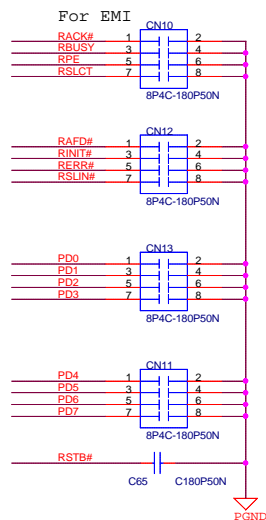 For EMI
CN10
RACK# 1 2
RBUSY 3 4
RPE 5 6
RSLCT 7 8
8P4C-180P50N
CN12
RAFD# 1 2
RINIT# 3 4
RERR# 5 6
RSLIN# 7 8
8P4C-180P50N
CN13
PD0 1 2
PD1 3 4
PD2 5 6
PD3 7 8
8P4C-180P50N
CN11
PD4 1 2
PD5 3 4
PD6 5 6
PD7 7 8
8P4C-180P50N
RSTB#
C65 C180P50N
PGND